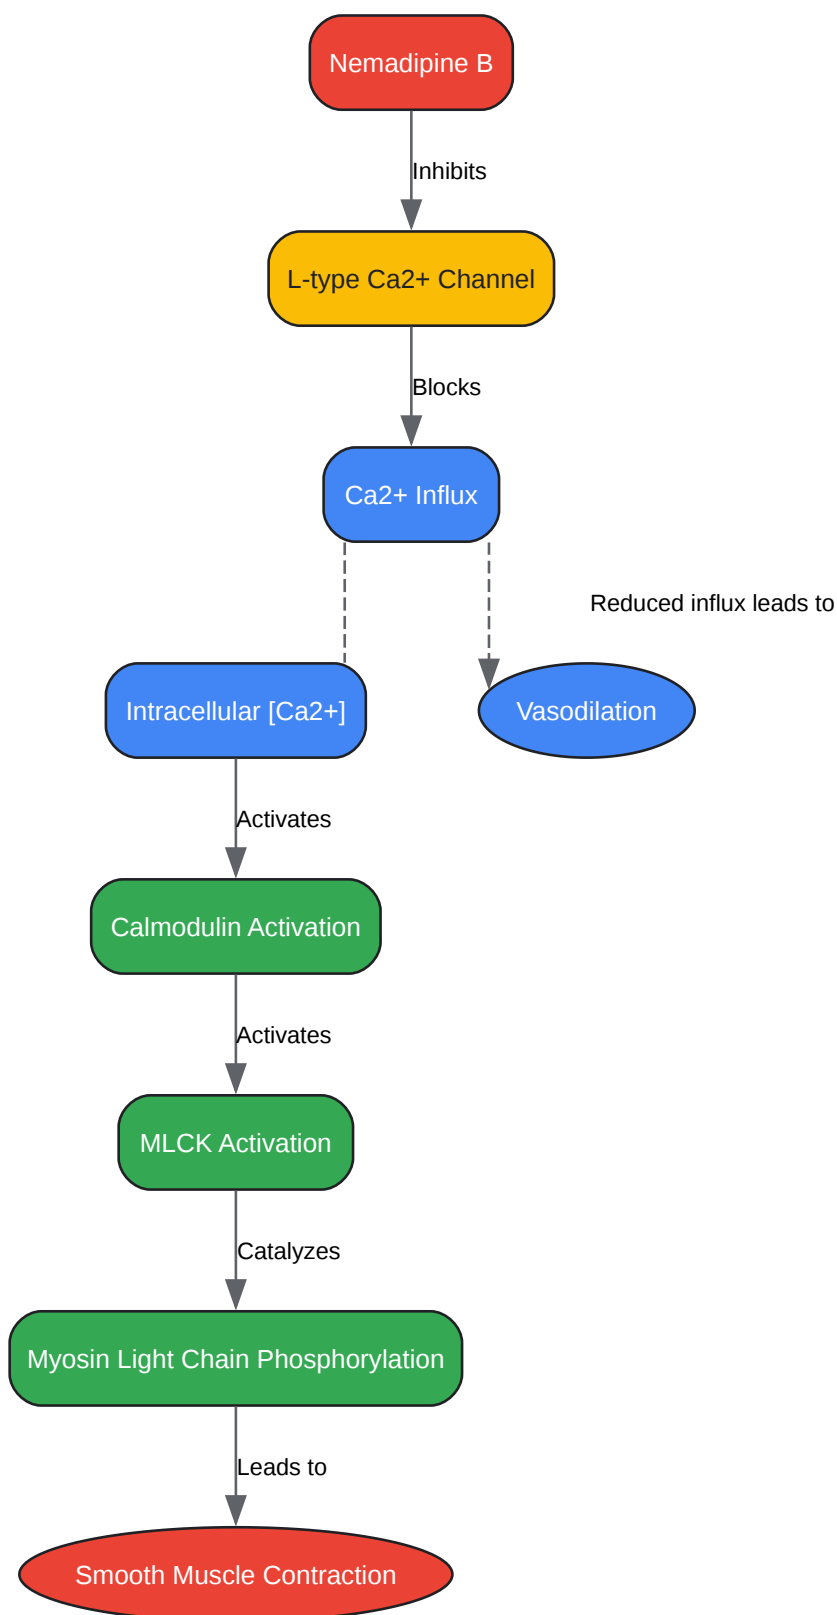 Nemadipine B
Inhibits
L-type Ca2+ Channel
Blocks
Ca2+ Influx
Reduced influx leads to
Intracellular [Ca2+]
Vasodilation
Activates
Calmodulin Activation
Activates
MLCK Activation
Catalyzes
Myosin Light Chain Phosphorylation
Leads to
Smooth Muscle Contraction